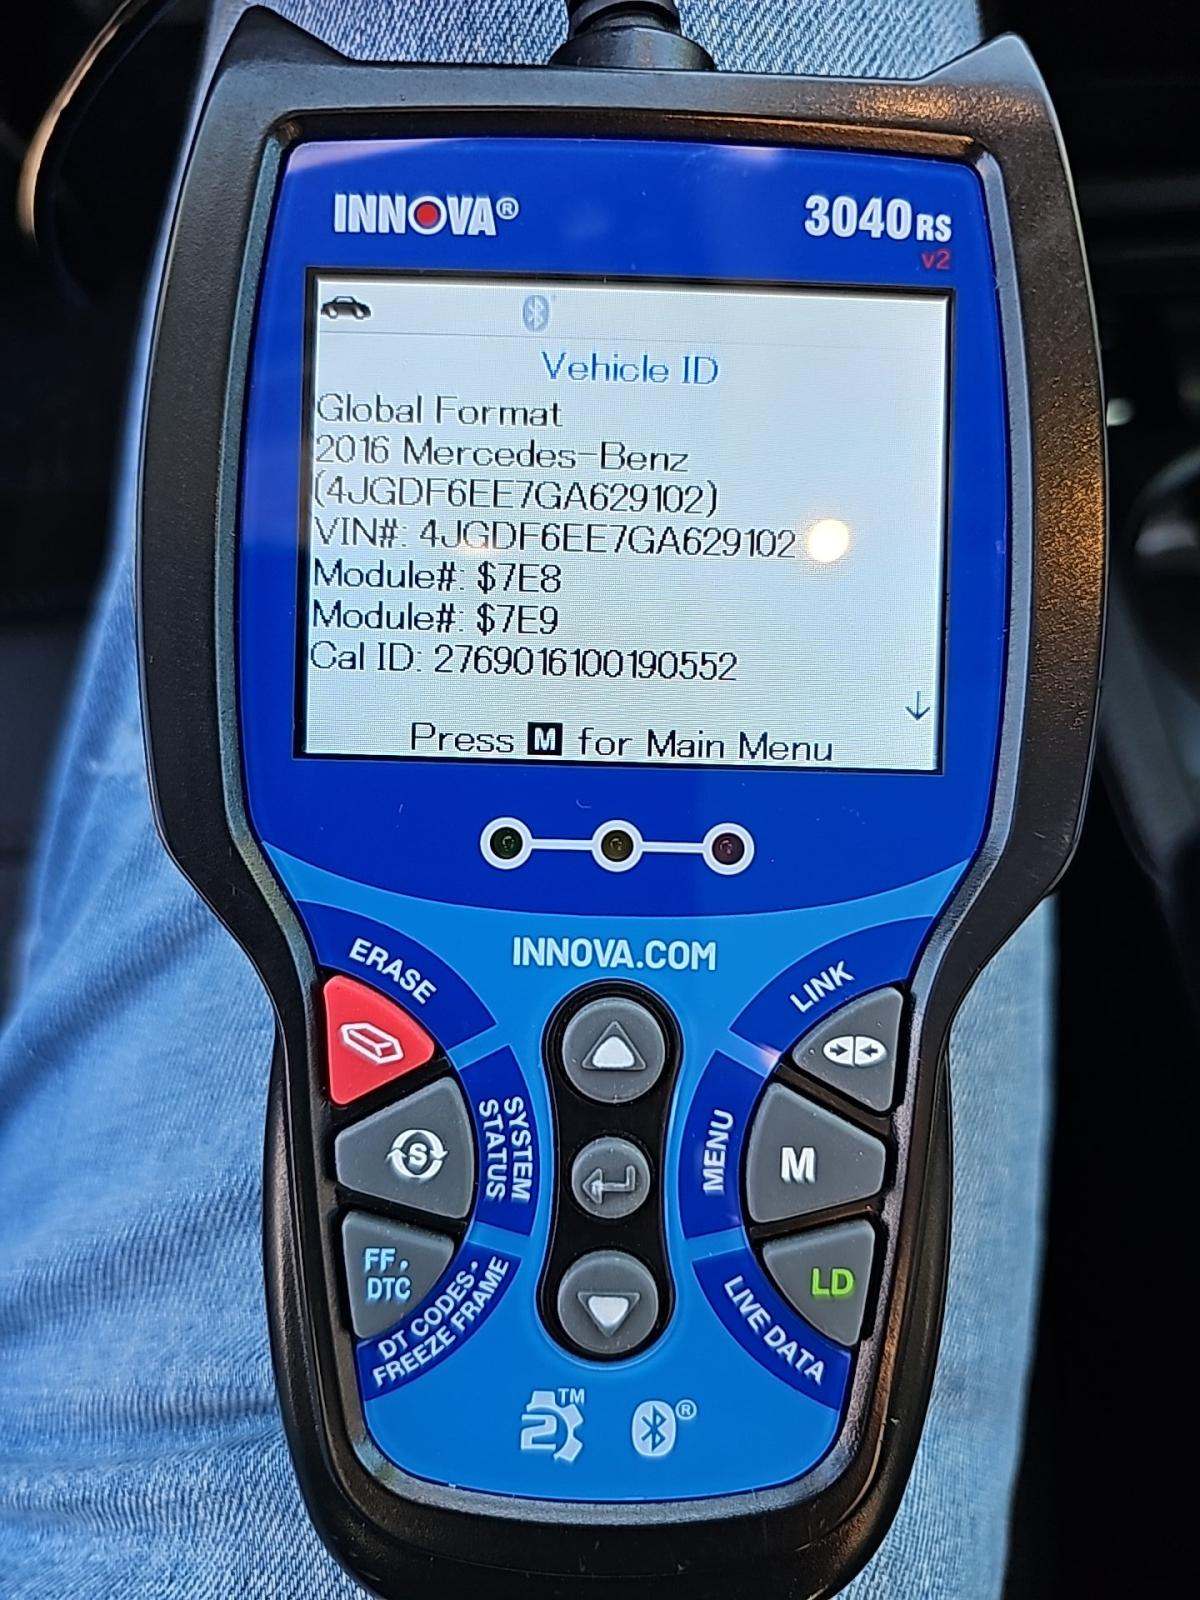 INNOVA®
3040RS
v2
Vehicle ID
Global Format
2016 Mercedes-Benz
(4JGDF6EE7GA629102)
VIN#: 4JGDF6EE7GA629102
Module#: $7E8
Module#: $7E9
Cal ID: 2769016100190552
Press M for Main Menu
INNOVA.COM
ERASE
LINK
S
SYSTEM
STATUS
MENU
M
FF.
DTC
DT CODES·
FREEZE FRAME
LD
LIVE DATA
2™
®